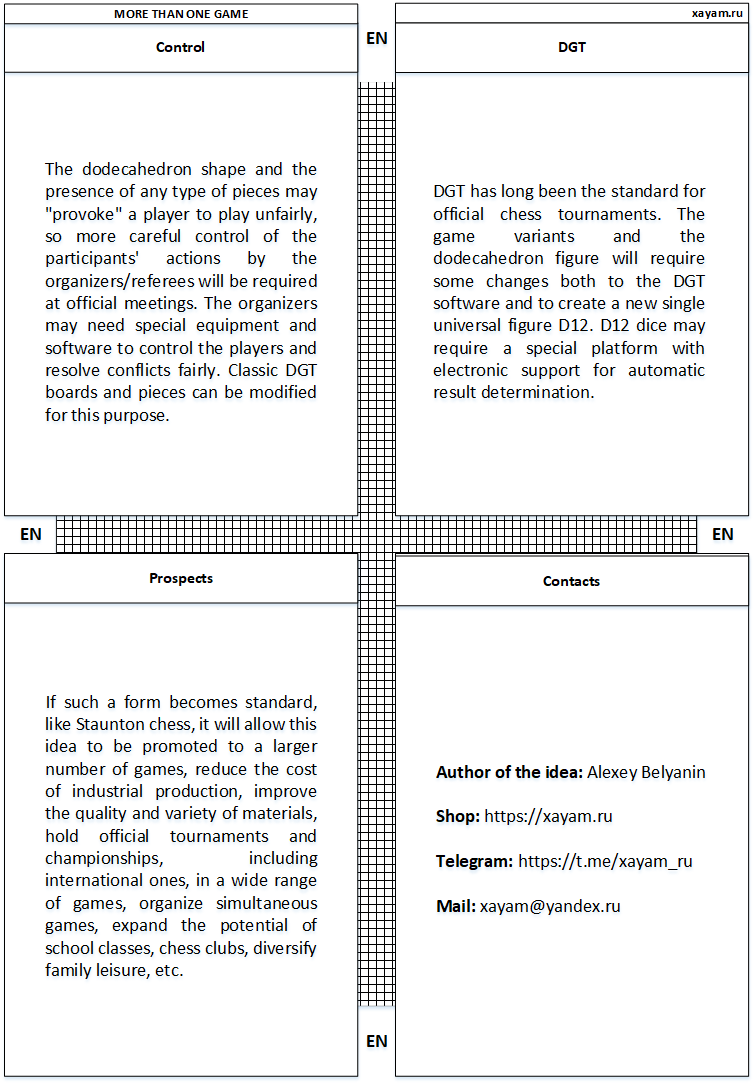 MORE THAN ONE GAME
Control
The dodecahedron shape and the
presence of any type of pieces may
"provoke" a player to play unfairly,
so more careful control of the
participants' actions by the
organizers/referees will be required
at official meetings. The organizers
may need special equipment and
software to control the players and
resolve conflicts fairly. Classic DGT
boards and pieces can be modified
for this purpose.
EN
xayam.ru
DGT
DGT has long been the standard for
official chess tournaments. The
game variants and the
dodecahedron figure will require
some changes both to the DGT
software and to create a new single
universal figure D12. D12 dice may
require a special platform with
electronic support for automatic
result determination.
EN
EN
Prospects
If such a form becomes standard,
like Staunton chess, it will allow this
idea to be promoted to a larger
number of games, reduce the cost
of industrial production, improve
the quality and variety of materials,
hold official tournaments and
championships, including
international ones, in a wide range
of games, organize simultaneous
games, expand the potential of
school classes, chess clubs, diversify
family leisure, etc.
Contacts
Author of the idea: Alexey Belyanin
Shop: https://xayam.ru
Telegram: https://t.me/xayam_ru
Mail: xayam@yandex.ru
EN